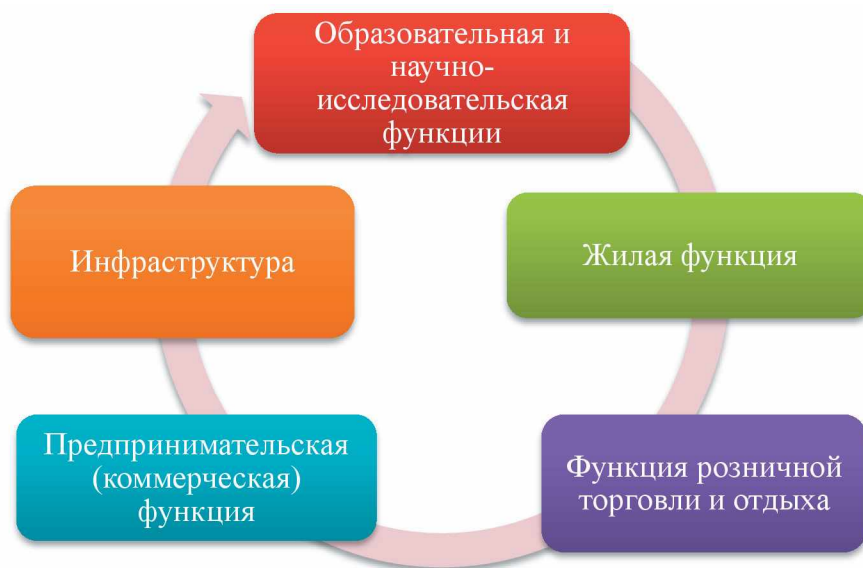 Образовательная и
научно-
исследовательская
функции
Жилая функция
Функция розничной
торговли и отдыха
Предпринимательская
(коммерческая)
функция
Инфраструктура